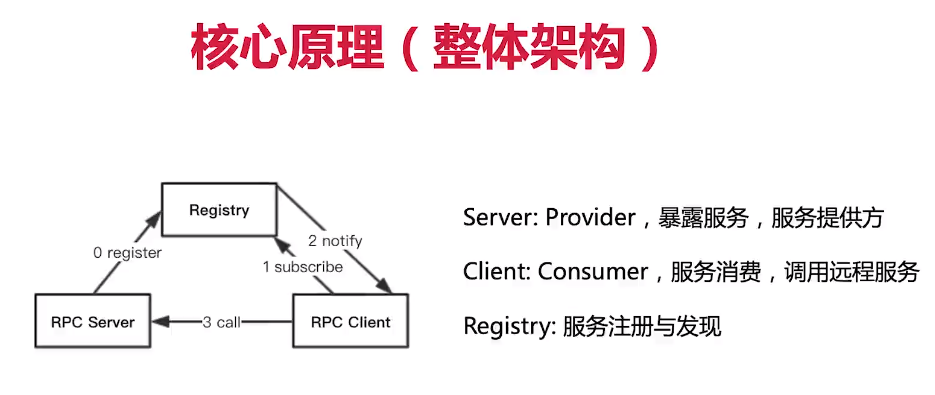 核心原理（整体架构）
Registry
0 register
2 notify
1 subscribe
RPC Server
3 call
RPC Client
Server: Provider，暴露服务，服务提供方
Client: Consumer，服务消费，调用远程服务
Registry: 服务注册与发现